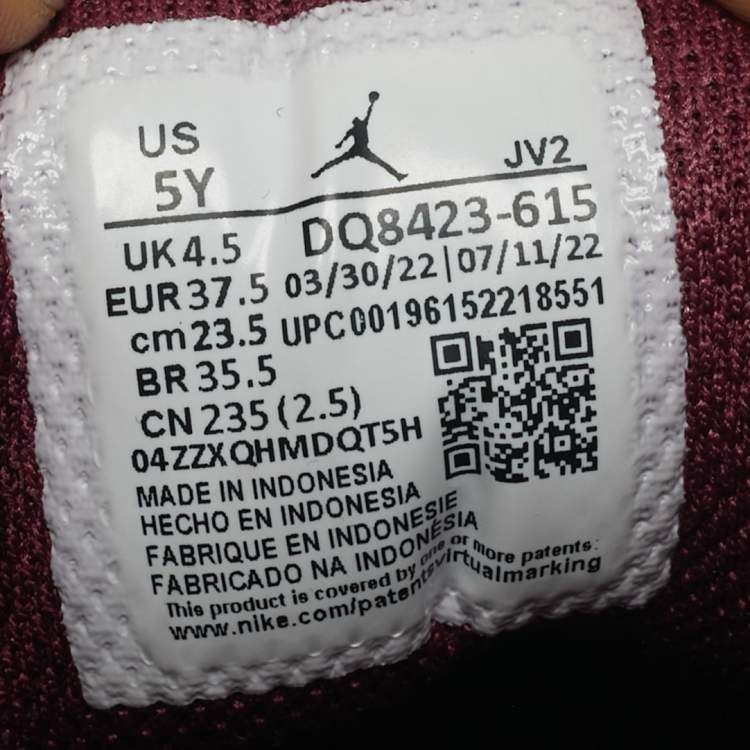 US
5Y
JV2
UK 4.5
DQ8423-615
EUR 37.5
03/30/22|07/11/22
cm 23.5
UPC00196152218551
BR 35.5
CN 235 (2.5)
04ZZXQHMDQT5H
MADE IN INDONESIA
HECHO EN INDONESIA
FABRIQUE EN INDONESIE
FABRICADO NA INDONESIA
This product is covered by one or more patents:
www.nike.com/patentsvirtualmarking